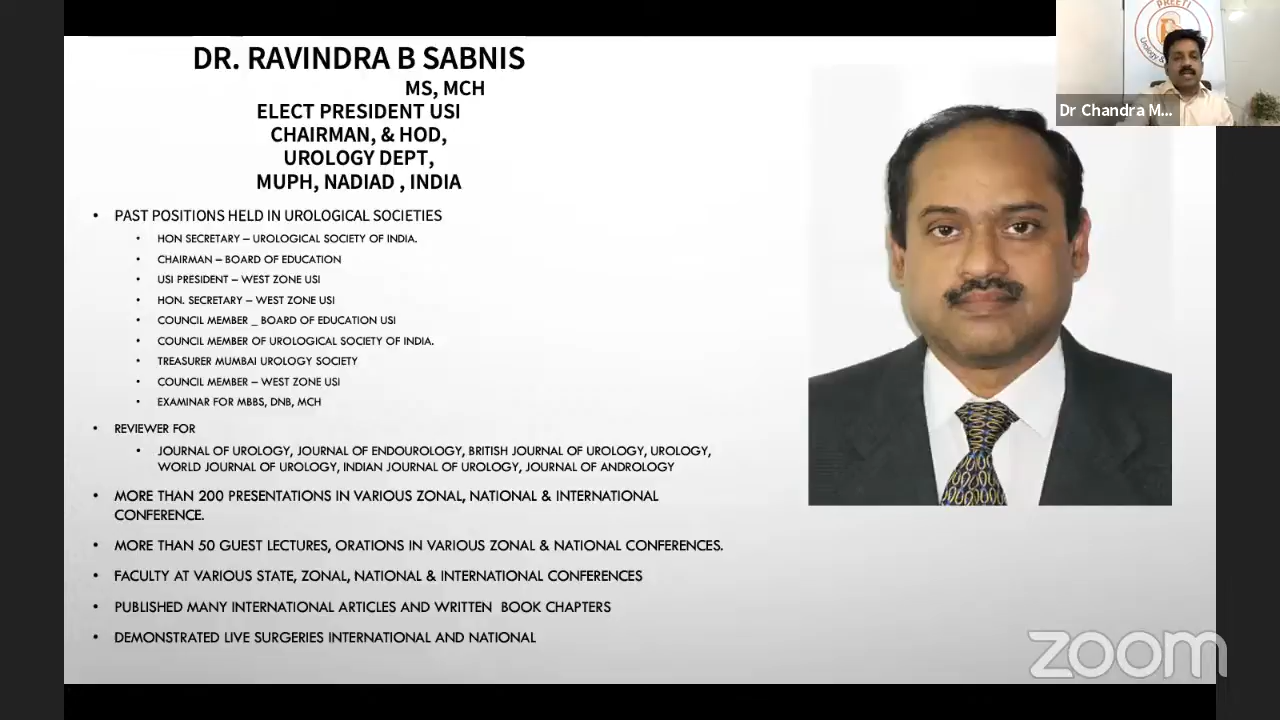 DR. RAVINDRA B SABNIS
MS, MCH
ELECT PRESIDENT USI
CHAIRMAN, & HOD,
UROLOGY DEPT,
MUPH, NADIAD , INDIA
• PAST POSITIONS HELD IN UROLOGICAL SOCIETIES
• HON SECRETARY – UROLOGICAL SOCIETY OF INDIA.
• CHAIRMAN – BOARD OF EDUCATION
• USI PRESIDENT – WEST ZONE USI
• HON. SECRETARY – WEST ZONE USI
• COUNCIL MEMBER _ BOARD OF EDUCATION USI
• COUNCIL MEMBER OF UROLOGICAL SOCIETY OF INDIA.
• TREASURER MUMBAI UROLOGY SOCIETY
• COUNCIL MEMBER – WEST ZONE USI
• EXAMINAR FOR MBBS, DNB, MCH
• REVIEWER FOR
• JOURNAL OF UROLOGY, JOURNAL OF ENDOUROLOGY, BRITISH JOURNAL OF UROLOGY, UROLOGY,
WORLD JOURNAL OF UROLOGY, INDIAN JOURNAL OF UROLOGY, JOURNAL OF ANDROLOGY
• MORE THAN 200 PRESENTATIONS IN VARIOUS ZONAL, NATIONAL & INTERNATIONAL
CONFERENCE.
• MORE THAN 50 GUEST LECTURES, ORATIONS IN VARIOUS ZONAL & NATIONAL CONFERENCES.
• FACULTY AT VARIOUS STATE, ZONAL, NATIONAL & INTERNATIONAL CONFERENCES
• PUBLISHED MANY INTERNATIONAL ARTICLES AND WRITTEN BOOK CHAPTERS
• DEMONSTRATED LIVE SURGERIES INTERNATIONAL AND NATIONAL
PREETI
Urology &
Dr Chandra M...
zoom